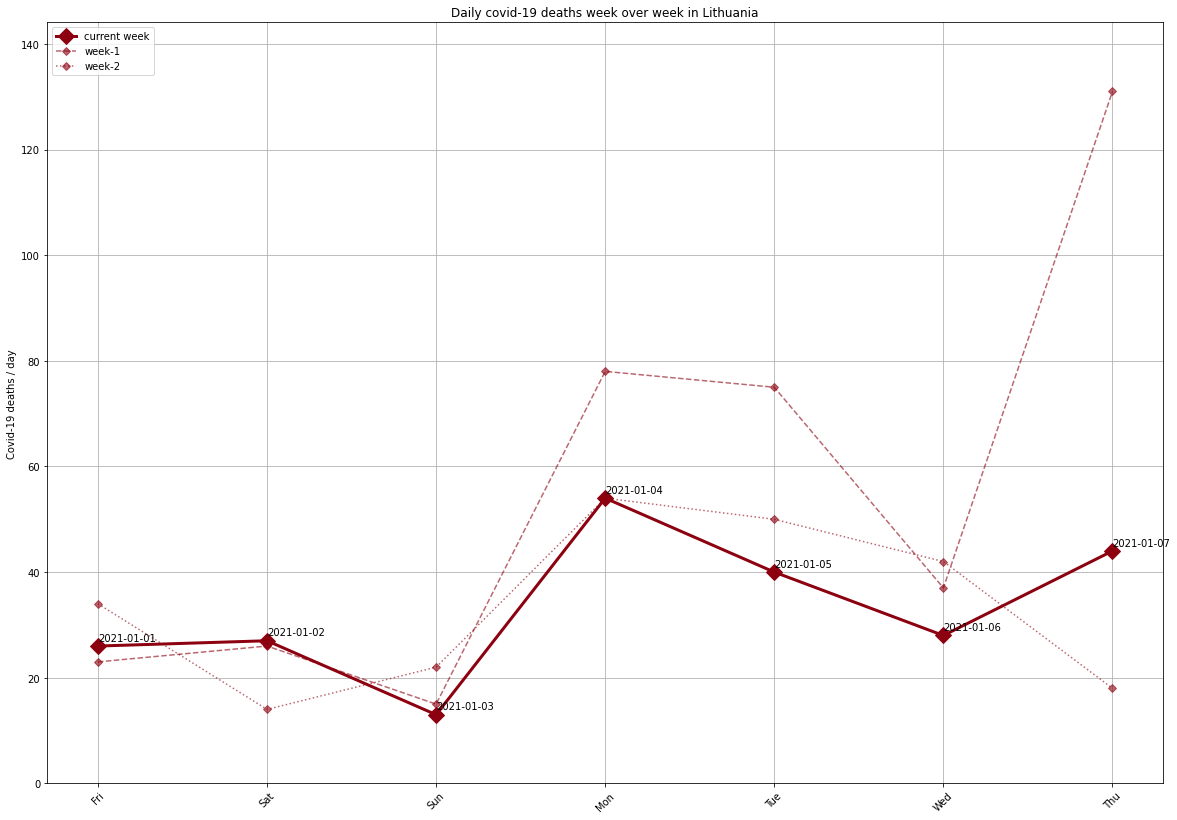 Daily covid-19 deaths week over week in Lithuania
current week
week-1
week-2
140
120
100
80
60
40
20
0
Covid-19 deaths / day
2021-01-01
2021-01-02
2021-01-03
2021-01-04
2021-01-05
2021-01-06
2021-01-07
Fri
Sat
Sun
Mon
Tue
Wed
Thu